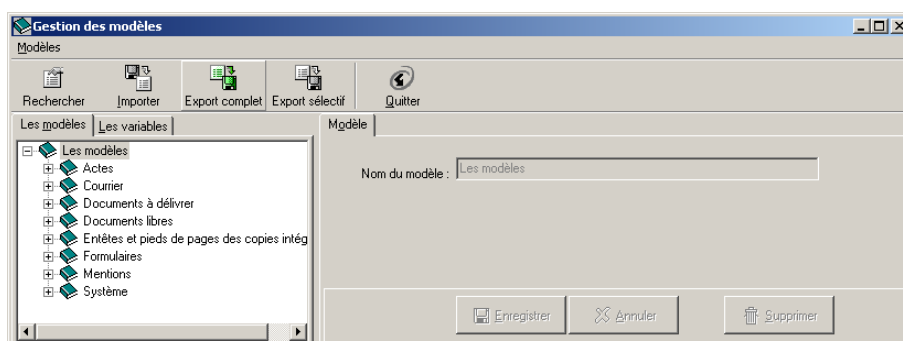 Gestion des modèles
Modèles
Rechercher Importer Export complet Export sélectif Quitter
Les modèles Les variables Modèle
Les modèles
Actes
Courrier
Documents à délivrer
Documents libres
Entêtes et pieds de pages des copies intég
Formulaires
Mentions
Système
Nom du modèle : Les modèles
Enregistrer Annuler Supprimer